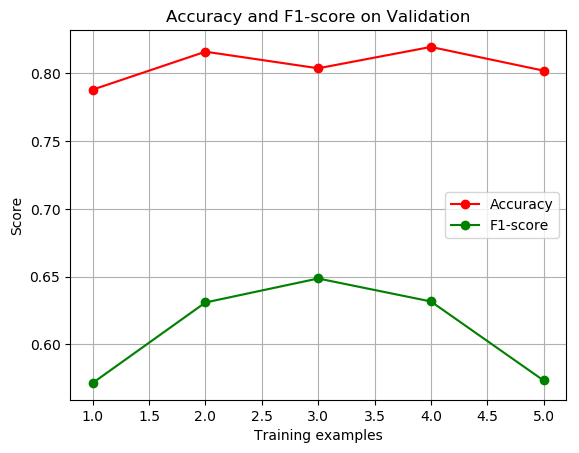 Accuracy and F1-score on Validation
0.80
0.75
0.70
0.65
0.60
Score
Accuracy
F1-score
1.0 1.5 2.0 2.5 3.0 3.5 4.0 4.5 5.0
Training examples